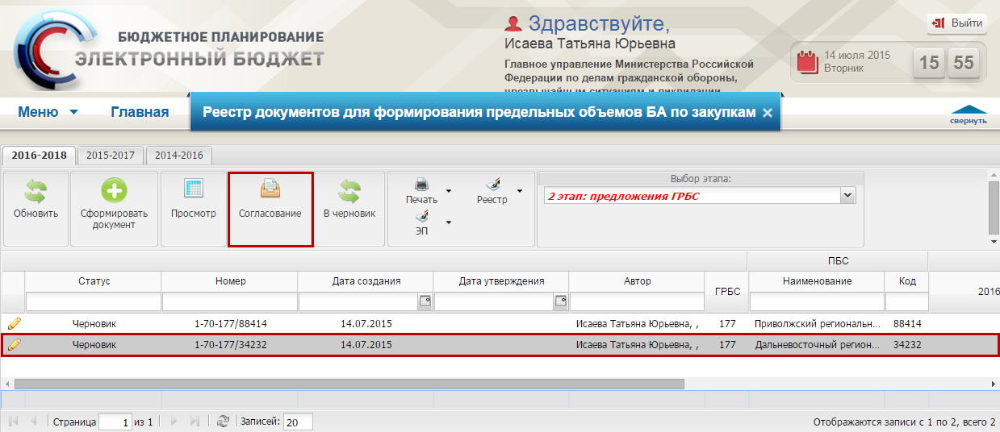 Здравствуйте,
Выйти
БЮДЖЕТНОЕ ПЛАНИРОВАНИЕ
ЭЛЕКТРОННЫЙ БЮДЖЕТ
Исаева Татьяна Юрьевна
Главное управление Министерства Российской
Федерации по делам гражданской обороны,
чрезвычайным ситуациям и ликвидации
14 июля 2015
Вторник
15 55
Меню Главная Реестр документов для формирования предельных объемов БА по закупкам
свернуть
2016-2018 2015-2017 2014-2016
Обновить
Сформировать
документ
Просмотр
Согласование
В черновик
Печать
ЭП
Реестр
Выбор этапа:
2 этап: предложения ГРБС
ПБС
Статус Номер Дата создания Дата утверждения Автор ГРБС Наименование Код 2016
Черновик 1-70-177/88414 14.07.2015 Исаева Татьяна Юрьевна, , 177 Приволжский региональн... 88414
Черновик 1-70-177/34232 14.07.2015 Исаева Татьяна Юрьевна, , 177 Дальневосточный регион... 34232
Страница 1 из 1 Записей: 20 Отображаются записи с 1 по 2, всего 2